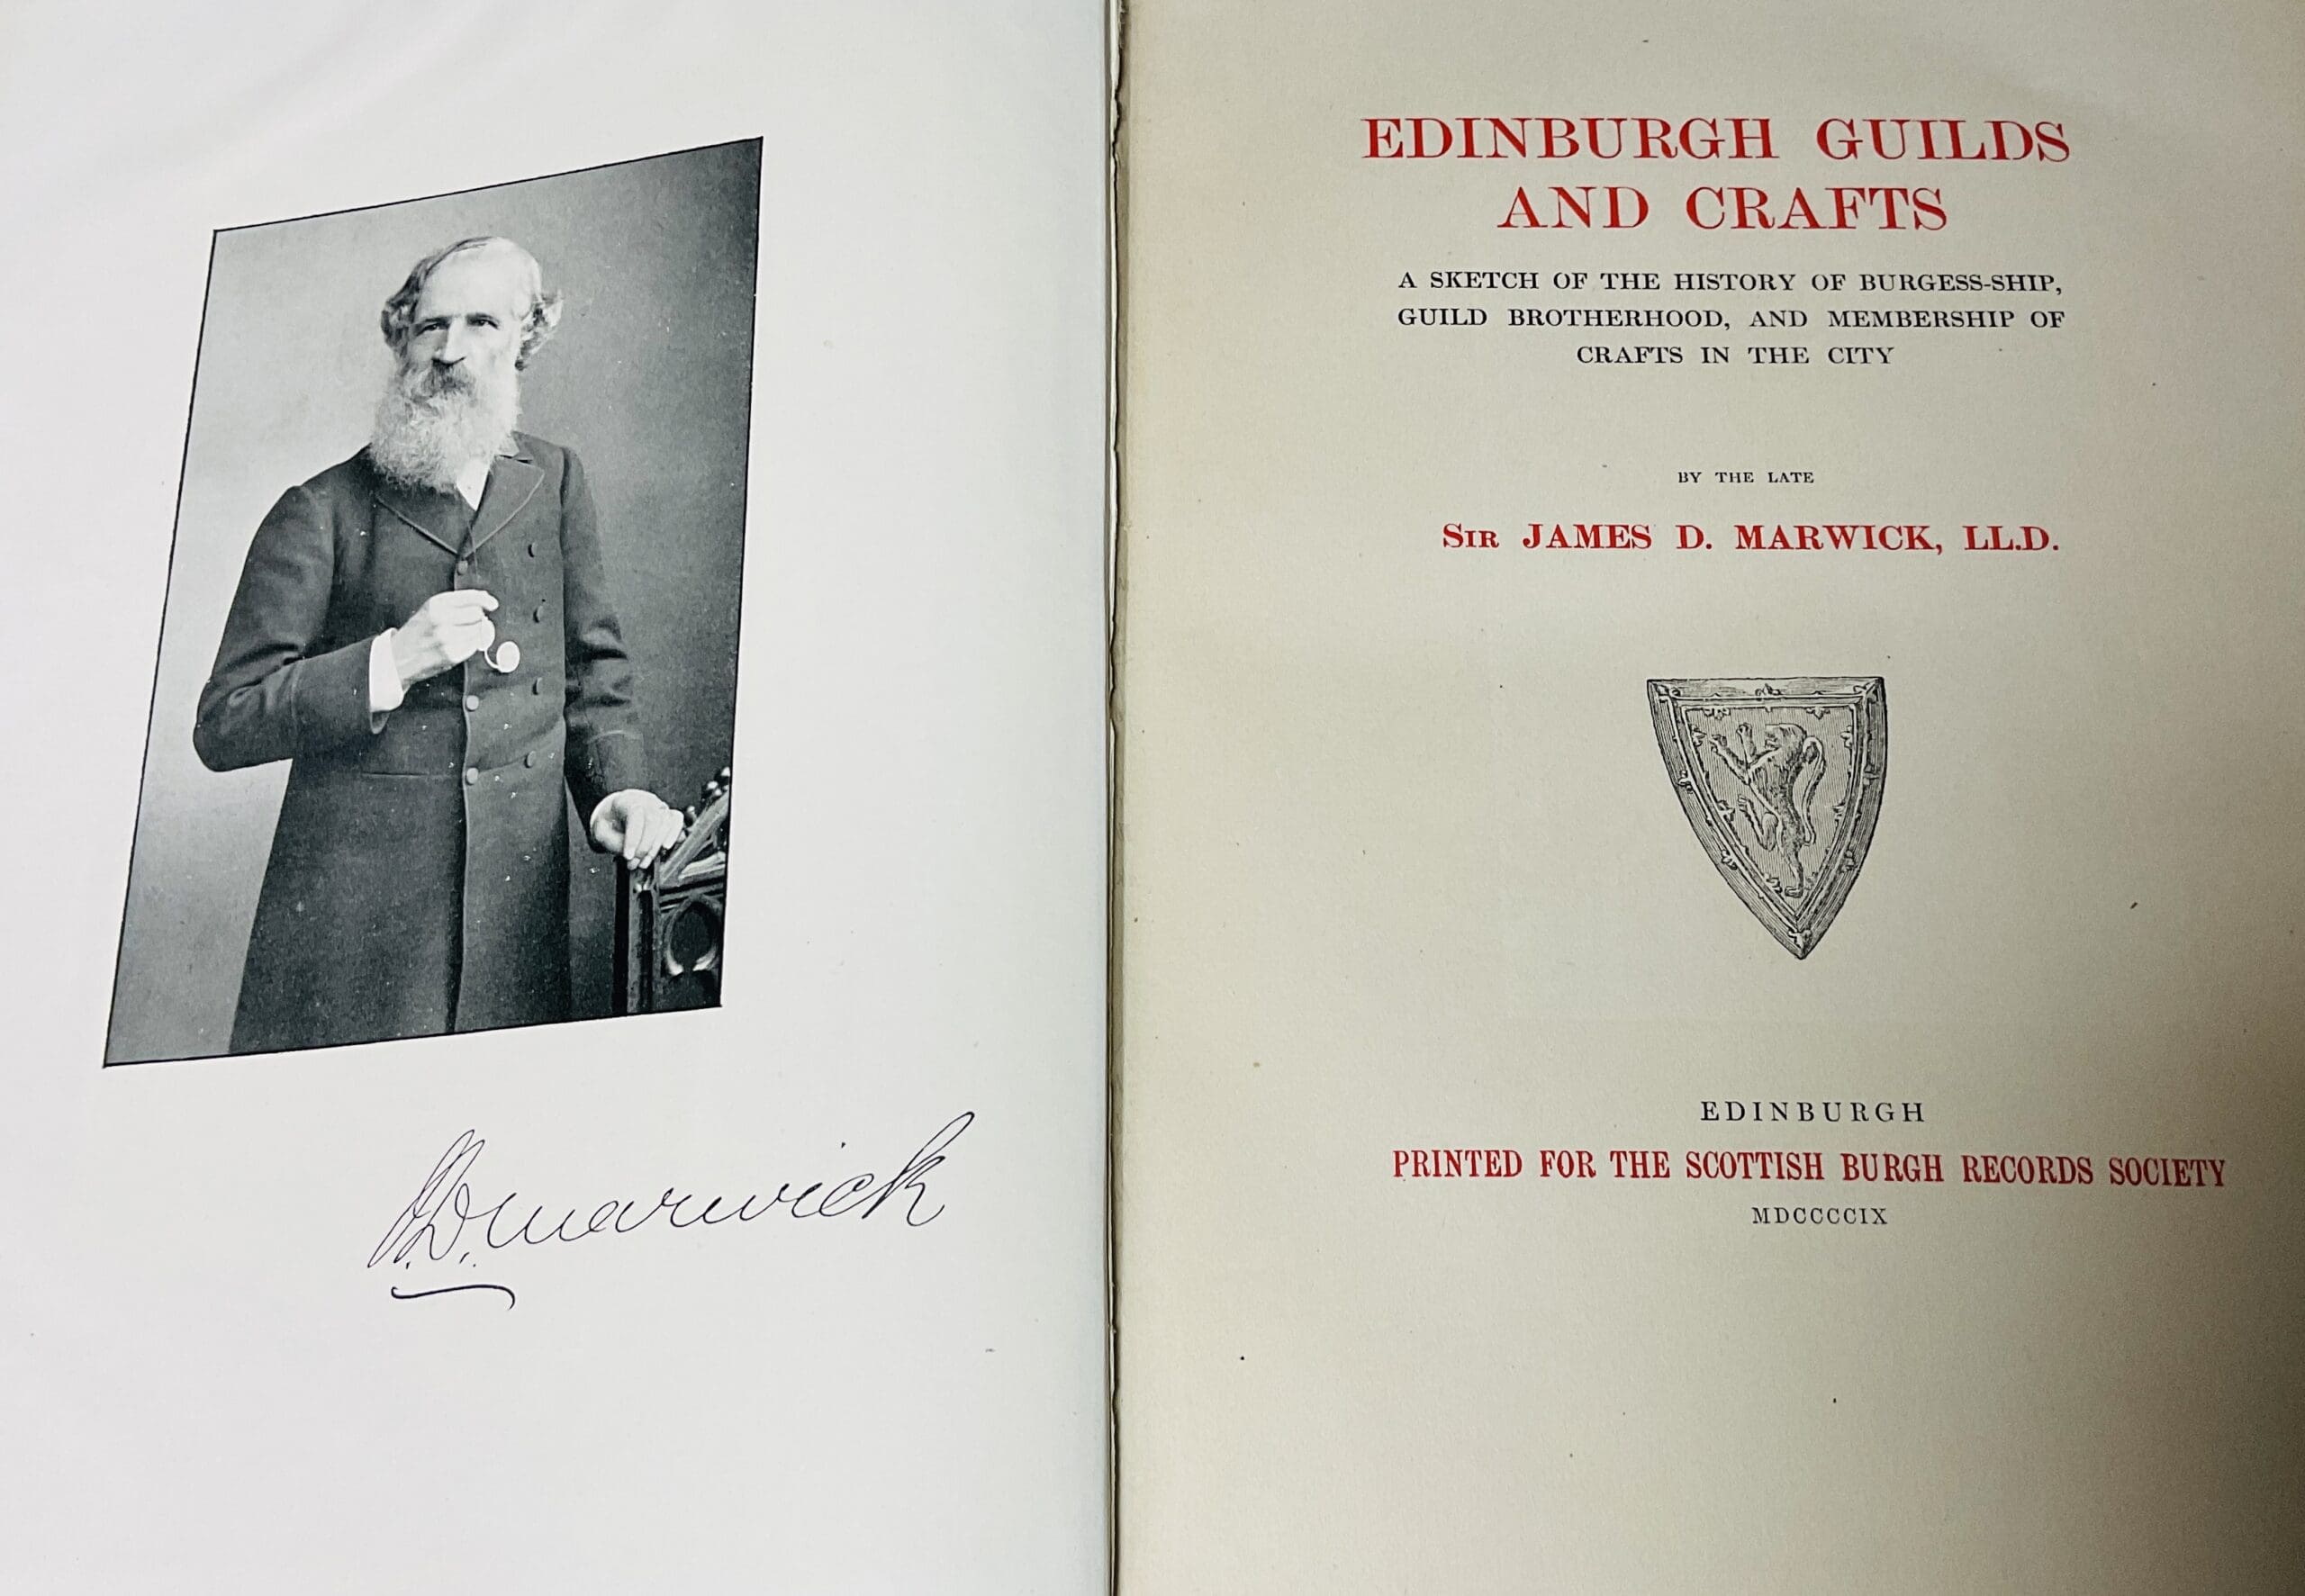 J.D. Marwick
EDINBURGH GUILDS
AND CRAFTS
A SKETCH OF THE HISTORY OF BURGESS-SHIP,
GUILD BROTHERHOOD, AND MEMBERSHIP OF
CRAFTS IN THE CITY
BY THE LATE
SIR JAMES D. MARWICK, LL.D.
EDINBURGH
PRINTED FOR THE SCOTTISH BURGH RECORDS SOCIETY
MDCCCCIX